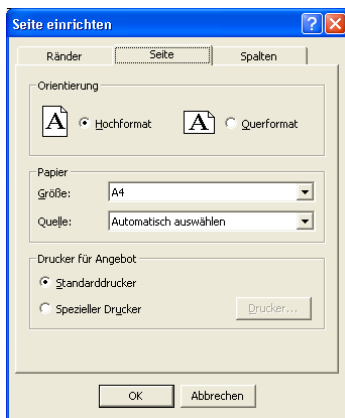 Seite einrichten
Ränder Seite Spalten
Orientierung
A Hochformat A Querformat
Papier
Größe: A4
Quelle: Automatisch auswählen
Drucker für Angebot
Standarddrucker
Spezieller Drucker Drucker...
OK Abbrechen